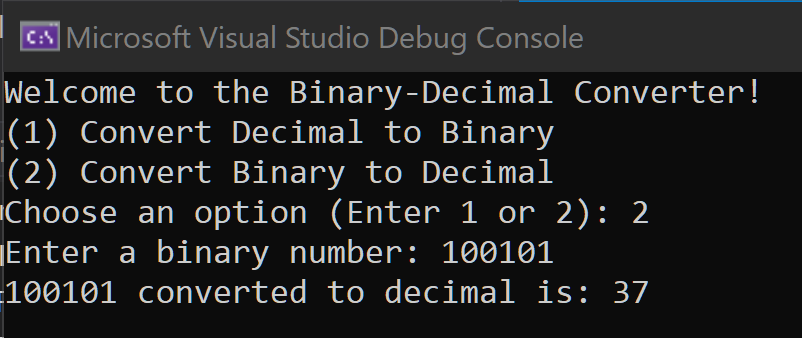 Microsoft Visual Studio Debug Console
Welcome to the Binary-Decimal Converter!
(1) Convert Decimal to Binary
(2) Convert Binary to Decimal
Choose an option (Enter 1 or 2): 2
Enter a binary number: 100101
100101 converted to decimal is: 37